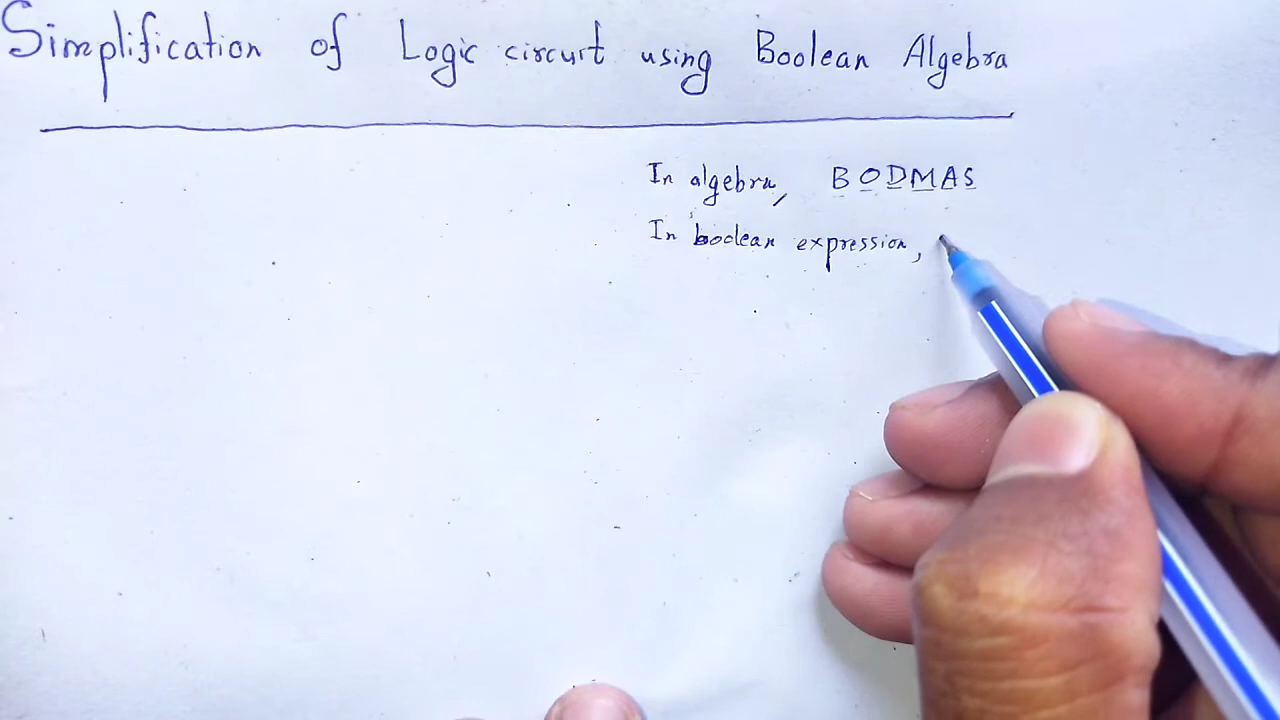 Simplification of Logic circuit using Boolean Algebra
In algebra, BODMAS
In boolean expression,